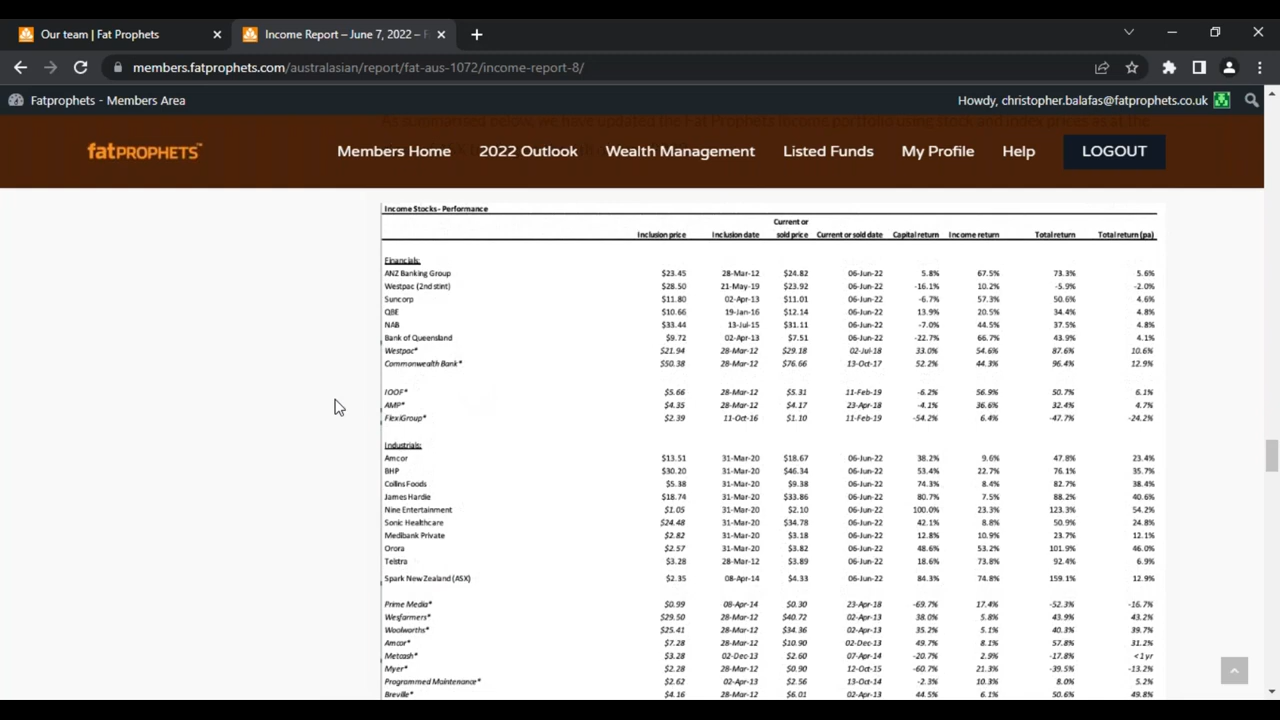 Our team | Fat Prophets
Income Report – June 7, 2022 – F
members.fatprophets.com/australasian/report/fat-aus-1072/income-report-8/
Fatprophets - Members Area
Howdy, christopher.balafas@fatprophets.co.uk
As summarised below, we have updated the Fat Prophets Income portfolio using stock and index prices as at the
fatPROPHETS
Members Home
2022 Outlook
Wealth Management
Listed Funds
My Profile
Help
LOGOUT
Income Stocks - Performance
Current or
Inclusion price Inclusion date sold price Current or sold date Capital return Income return Total return Total return (pa)
Financials:
ANZ Banking Group $23.45 28-Mar-12 $24.82 06-Jun-22 5.8% 67.5% 73.3% 5.6%
Westpac (2nd stint) $28.50 21-May-19 $23.92 06-Jun-22 -16.1% 10.2% -5.9% -2.0%
Suncorp $11.80 02-Apr-13 $11.01 06-Jun-22 -6.7% 57.3% 50.6% 4.6%
QBE $10.66 19-Jan-16 $12.14 06-Jun-22 13.9% 20.5% 34.4% 4.8%
NAB $33.44 13-Jul-15 $31.11 06-Jun-22 -7.0% 44.5% 37.5% 4.8%
Bank of Queensland $9.72 02-Apr-13 $7.51 06-Jun-22 -22.7% 66.7% 43.9% 4.1%
Westpac* $21.94 28-Mar-12 $29.18 02-Jul-18 33.0% 54.6% 87.6% 10.6%
Commonwealth Bank* $50.38 28-Mar-12 $76.66 13-Oct-17 52.2% 44.3% 96.4% 12.9%
IOOF* $5.66 28-Mar-12 $5.31 11-Feb-19 -6.2% 56.9% 50.7% 6.1%
AMP* $4.35 28-Mar-12 $4.17 23-Apr-18 -4.1% 36.6% 32.4% 4.7%
FlexiGroup* $2.39 11-Oct-16 $1.10 11-Feb-19 -54.2% 6.4% -47.7% -24.2%
Industrials:
Amcor $13.51 31-Mar-20 $18.67 06-Jun-22 38.2% 9.6% 47.8% 23.4%
BHP $30.20 31-Mar-20 $46.34 06-Jun-22 53.4% 22.7% 76.1% 35.7%
Collins Foods $5.38 31-Mar-20 $9.38 06-Jun-22 74.3% 8.4% 82.7% 38.4%
James Hardie $18.74 31-Mar-20 $33.86 06-Jun-22 80.7% 7.5% 88.2% 40.6%
Nine Entertainment $1.05 31-Mar-20 $2.10 06-Jun-22 100.0% 23.3% 123.3% 54.2%
Sonic Healthcare $24.48 31-Mar-20 $34.78 06-Jun-22 42.1% 8.8% 50.9% 24.8%
Medibank Private $2.82 31-Mar-20 $3.18 06-Jun-22 12.8% 10.9% 23.7% 12.1%
Orora $2.57 31-Mar-20 $3.82 06-Jun-22 48.6% 53.2% 101.9% 46.0%
Telstra $3.28 28-Mar-12 $3.89 06-Jun-22 18.6% 73.8% 92.4% 6.9%
Spark New Zealand (ASX) $2.35 08-Apr-14 $4.33 06-Jun-22 84.3% 74.8% 159.1% 12.9%
Prime Media* $0.99 08-Apr-14 $0.30 23-Apr-18 -69.7% 17.4% -52.3% -16.7%
Wesfarmers* $29.50 28-Mar-12 $40.72 02-Apr-13 38.0% 5.8% 43.9% 43.2%
Woolworths* $25.41 28-Mar-12 $34.36 02-Apr-13 35.2% 5.1% 40.3% 39.7%
Amcor* $7.28 28-Mar-12 $10.90 02-Dec-13 49.7% 8.1% 57.8% 31.2%
Metcash* $3.28 02-Dec-13 $2.60 07-Apr-14 -20.7% 2.9% -17.8% <1yr
Myer* $2.28 28-Mar-12 $0.90 12-Oct-15 -60.7% 21.3% -39.5% -13.2%
Programmed Maintenance* $2.62 02-Apr-13 $2.56 13-Oct-14 -2.3% 10.3% 8.0% 5.2%
Breville* $4.16 28-Mar-12 $6.01 02-Apr-13 44.5% 6.1% 50.6% 49.8%